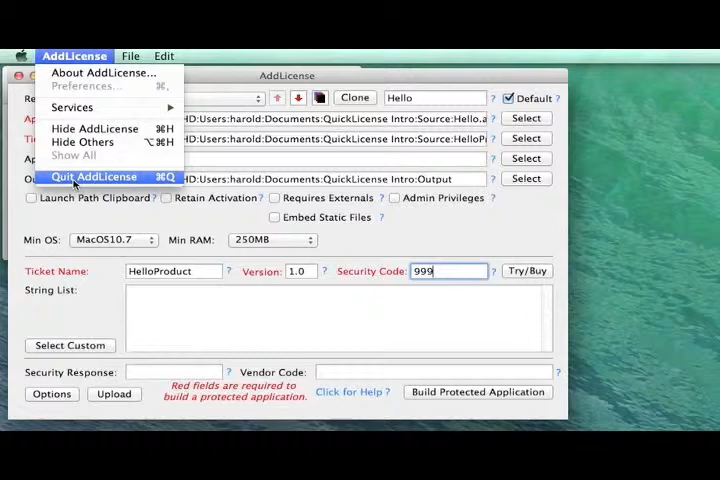 AddLicense File Edit
AddLicense
About AddLicense...
Preferences... ⌘,
Services
Hide AddLicense ⌘H
Hide Others ⌥⌘H
Show All
Quit AddLicense ⌘Q
Clone Hello ? Default ?
HD:Users:harold:Documents:QuickLicense Intro:Source:Hello.a ? Select
HD:Users:harold:Documents:QuickLicense Intro:Source:HelloPr ? Select
? Select
HD:Users:harold:Documents:QuickLicense Intro:Output ? Select
Launch Path Clipboard ? Retain Activation ? Requires Externals ? Admin Privileges ?
Embed Static Files ?
Min OS: MacOS10.7 Min RAM: 250MB
Ticket Name: HelloProduct ? Version: 1.0 ? Security Code: 999 ? Try/Buy
String List:
Select Custom
Security Response: ? Vendor Code: ?
Red fields are required to
build a protected application.
Options Upload Click for Help ? Build Protected Application